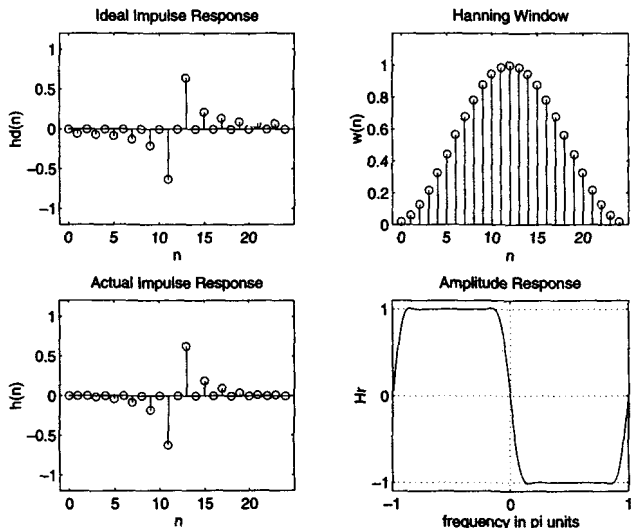 Ideal Impulse Response
hd(n)
1
0.5
0
−0.5
−1
0 5 10 15 20
n
Hanning Window
w(n)
1
0.8
0.6
0.4
0.2
0
0 5 10 15 20
n
Actual Impulse Response
h(n)
1
0.5
0
−0.5
−1
0 5 10 15 20
n
Amplitude Response
Hr
1
0
−1
−1 0 1
frequency in pi units